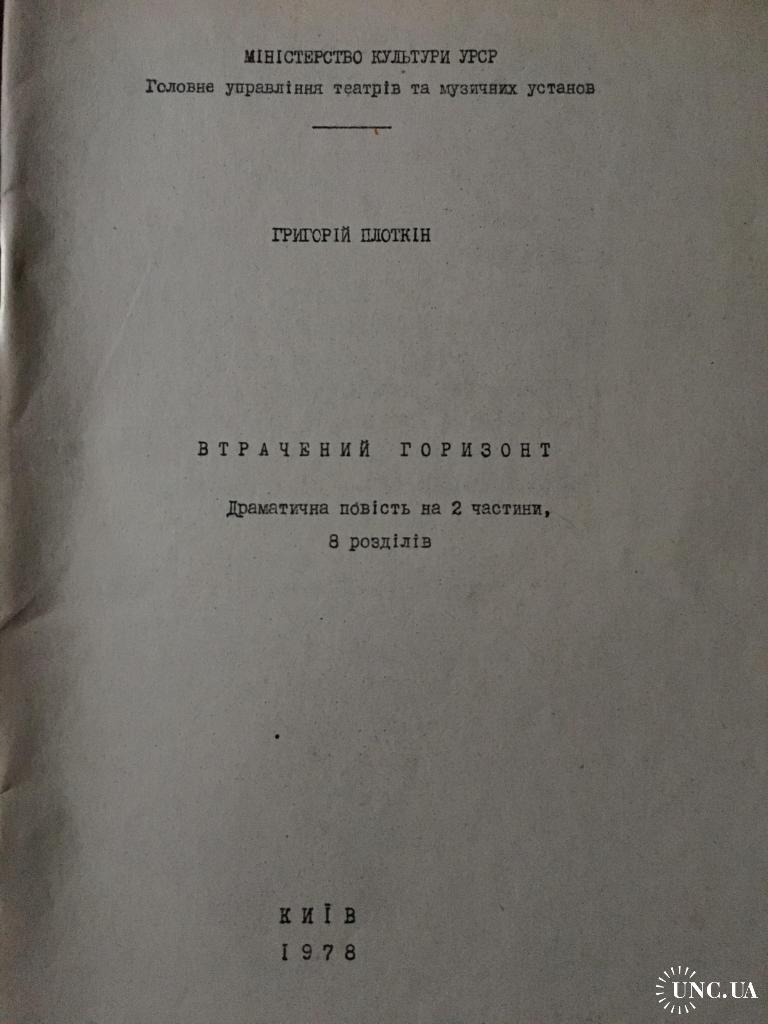 МІНІСТЕРСТВО КУЛЬТУРИ УРСР
Головне управління театрів та музичних установ
ГРИГОРІЙ ПЛОТКІН
ВТРАЧЕНИЙ ГОРИЗОНТ
Драматична повість на 2 частини,
8 розділів
КИЇВ
1978
UNC.UA